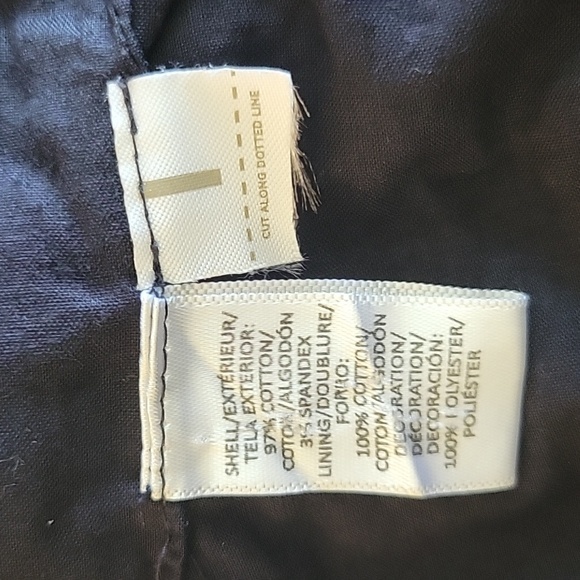 CUT ALONG DOTTED LINE
SHELL/EXTÉRIEUR/
TELA EXTERIOR:
97% COTTON/
COTON/ALGODÓN
3% SPANDEX
LINING/DOUBLURE/
FORRO:
100% COTTON/
COTON/ALGODÓN
DECORATION/
DÉCORATION/
DECORACIÓN:
100% POLYESTER/
POLIÉSTER